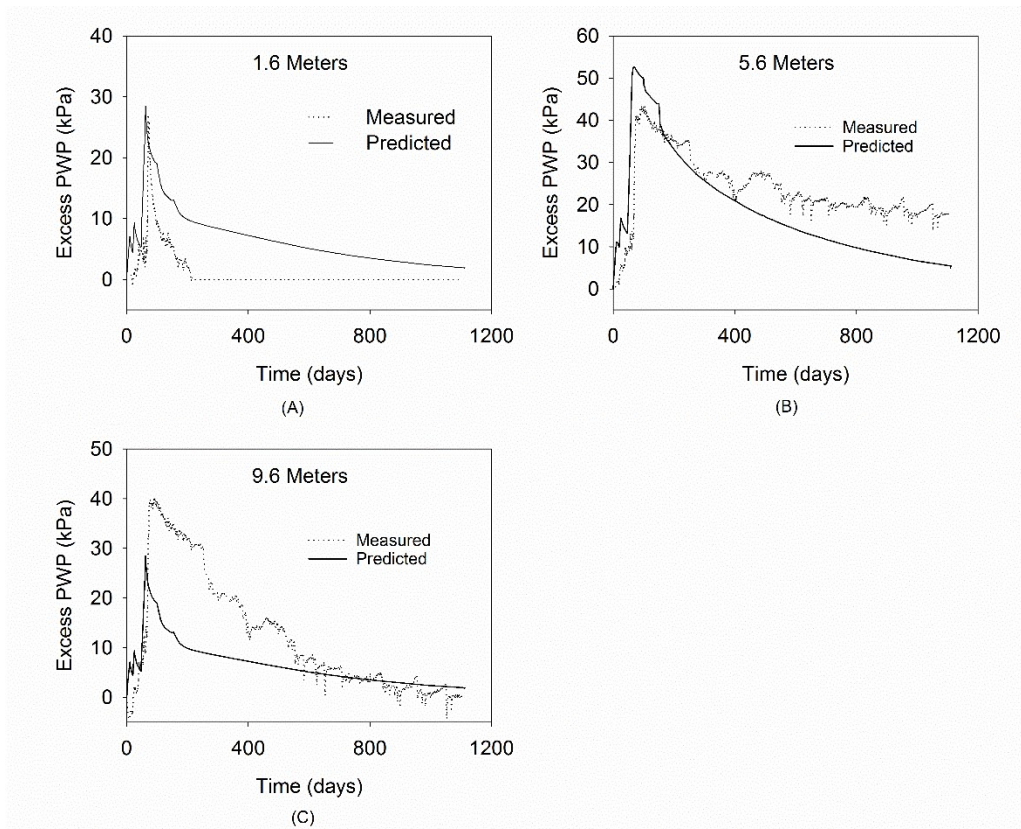 40
30
20
10
0
Excess PWP (kPa)
1.6 Meters
Measured
Predicted
0 400 800 1200
Time (days)
(A)
60
50
40
30
20
10
0
Excess PWP (kPa)
5.6 Meters
Measured
Predicted
0 400 800 1200
Time (days)
(B)
50
40
30
20
10
0
Excess PWP (kPa)
9.6 Meters
Measured
Predicted
0 400 800 1200
Time (days)
(C)